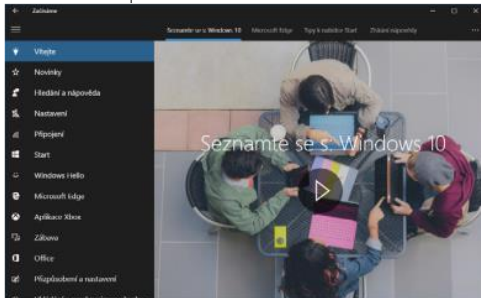 Začínáme
Seznamte se s: Windows 10
Microsoft Edge
Tipy k nabídce Start
Získání nápovědy
Vítejte
Novinky
Hledání a nápověda
Nastavení
Připojení
Start
Windows Hello
Microsoft Edge
Aplikace Xbox
Zábava
Office
Přizpůsobení a nastavení
Seznamte se s: Windows 10